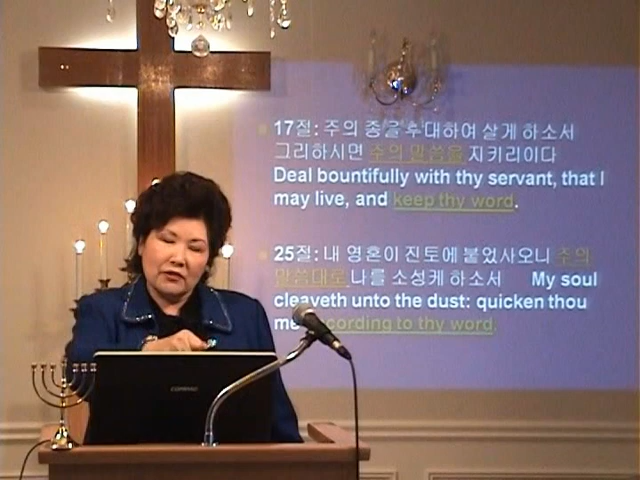 17절: 주의 종을 후대하여 살게 하소서
그리하시면 주의 말씀을 지키리이다
Deal bountifully with thy servant, that I
may live, and keep thy word.
25절: 내 영혼이 진토에 붙었사오니 주의
말씀대로 나를 소성케 하소서 My soul
cleaveth unto the dust: quicken thou
me according to thy word.
COMPAQ